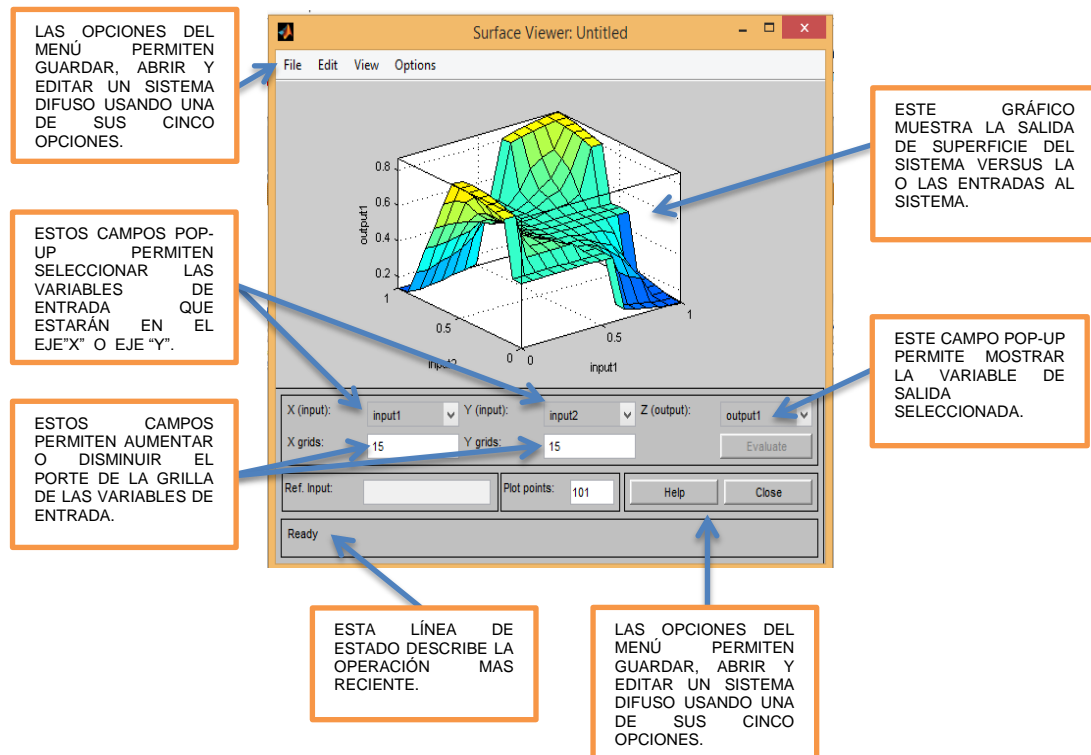 LAS OPCIONES DEL
MENÚ PERMITEN
GUARDAR, ABRIR Y
EDITAR UN SISTEMA
DIFUSO USANDO UNA
DE SUS CINCO
OPCIONES.
ESTOS CAMPOS POP-
UP PERMITEN
SELECCIONAR LAS
VARIABLES DE
ENTRADA QUE
ESTARÁN EN EL
EJE"X" O EJE "Y".
ESTOS CAMPOS
PERMITEN AUMENTAR
O DISMINUIR EL
PORTE DE LA GRILLA
DE LAS VARIABLES DE
ENTRADA.
Surface Viewer: Untitled
File Edit View Options
0.8
0.6
0.4
0.2
output1
1
0.5
0
input2
0
0.5
1
input1
X (input): input1 Y (input): input2 Z (output): output1
X grids: 15 Y grids: 15 Evaluate
Ref. Input: Plot points: 101 Help Close
Ready
ESTE GRÁFICO
MUESTRA LA SALIDA
DE SUPERFICIE DEL
SISTEMA VERSUS LA
O LAS ENTRADAS AL
SISTEMA.
ESTE CAMPO POP-UP
PERMITE MOSTRAR
LA VARIABLE DE
SALIDA
SELECCIONADA.
ESTA LÍNEA DE
ESTADO DESCRIBE LA
OPERACIÓN MAS
RECIENTE.
LAS OPCIONES DEL
MENÚ PERMITEN
GUARDAR, ABRIR Y
EDITAR UN SISTEMA
DIFUSO USANDO UNA
DE SUS CINCO
OPCIONES.